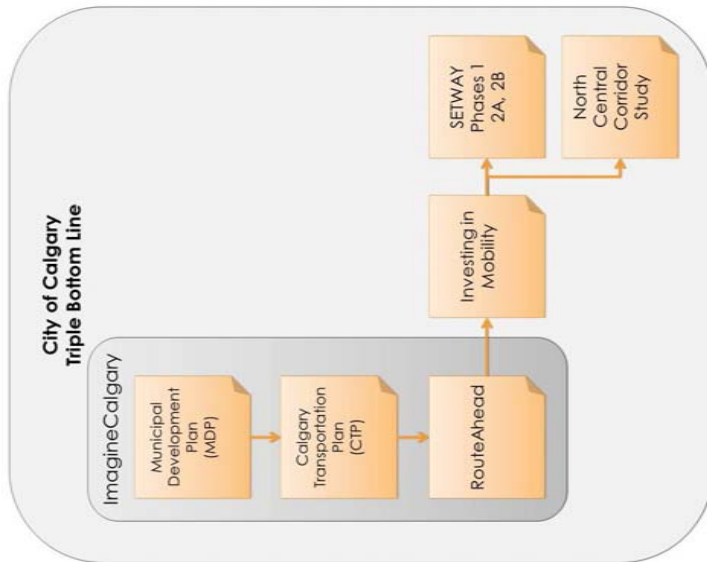 City of Calgary
Triple Bottom Line
ImagineCalgary
Municipal
Development
Plan
(MDP)
Calgary
Transportation
Plan
(CTP)
RouteAhead
Investing in
Mobility
SETWAY
Phases 1
2A, 2B
North
Central
Corridor
Study